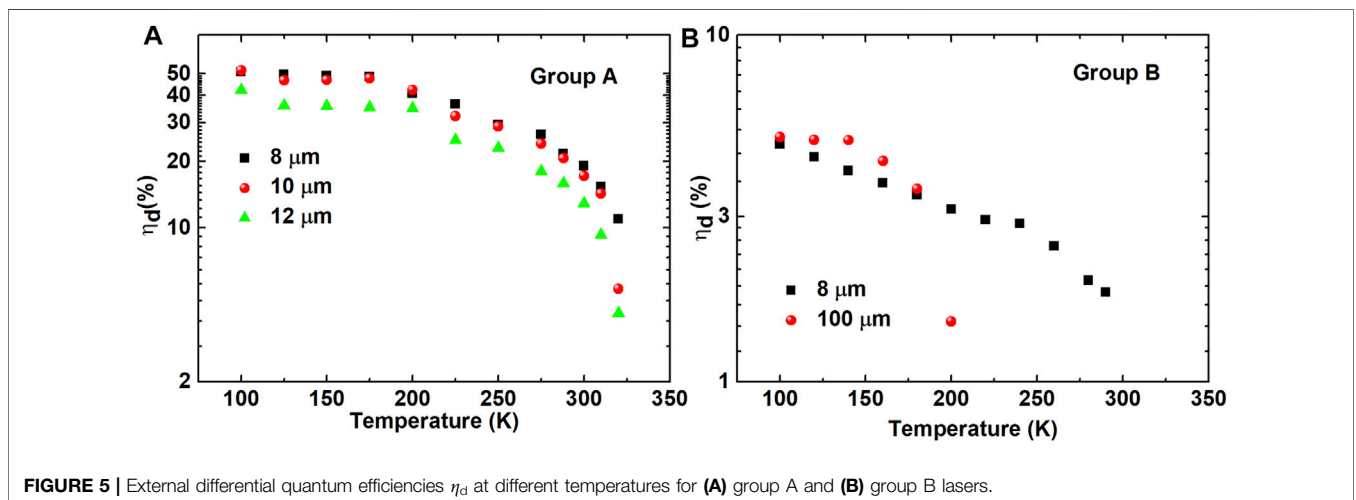 A
50
40
30
20
10
2
ηd(%)
Group A
8 μm
10 μm
12 μm
100 150 200 250 300 350
Temperature (K)
B
10
3
1
ηd (%)
Group B
8 μm
100 μm
100 150 200 250 300 350
Temperature (K)
FIGURE 5 | External differential quantum efficiencies ηd at different temperatures for (A) group A and (B) group B lasers.